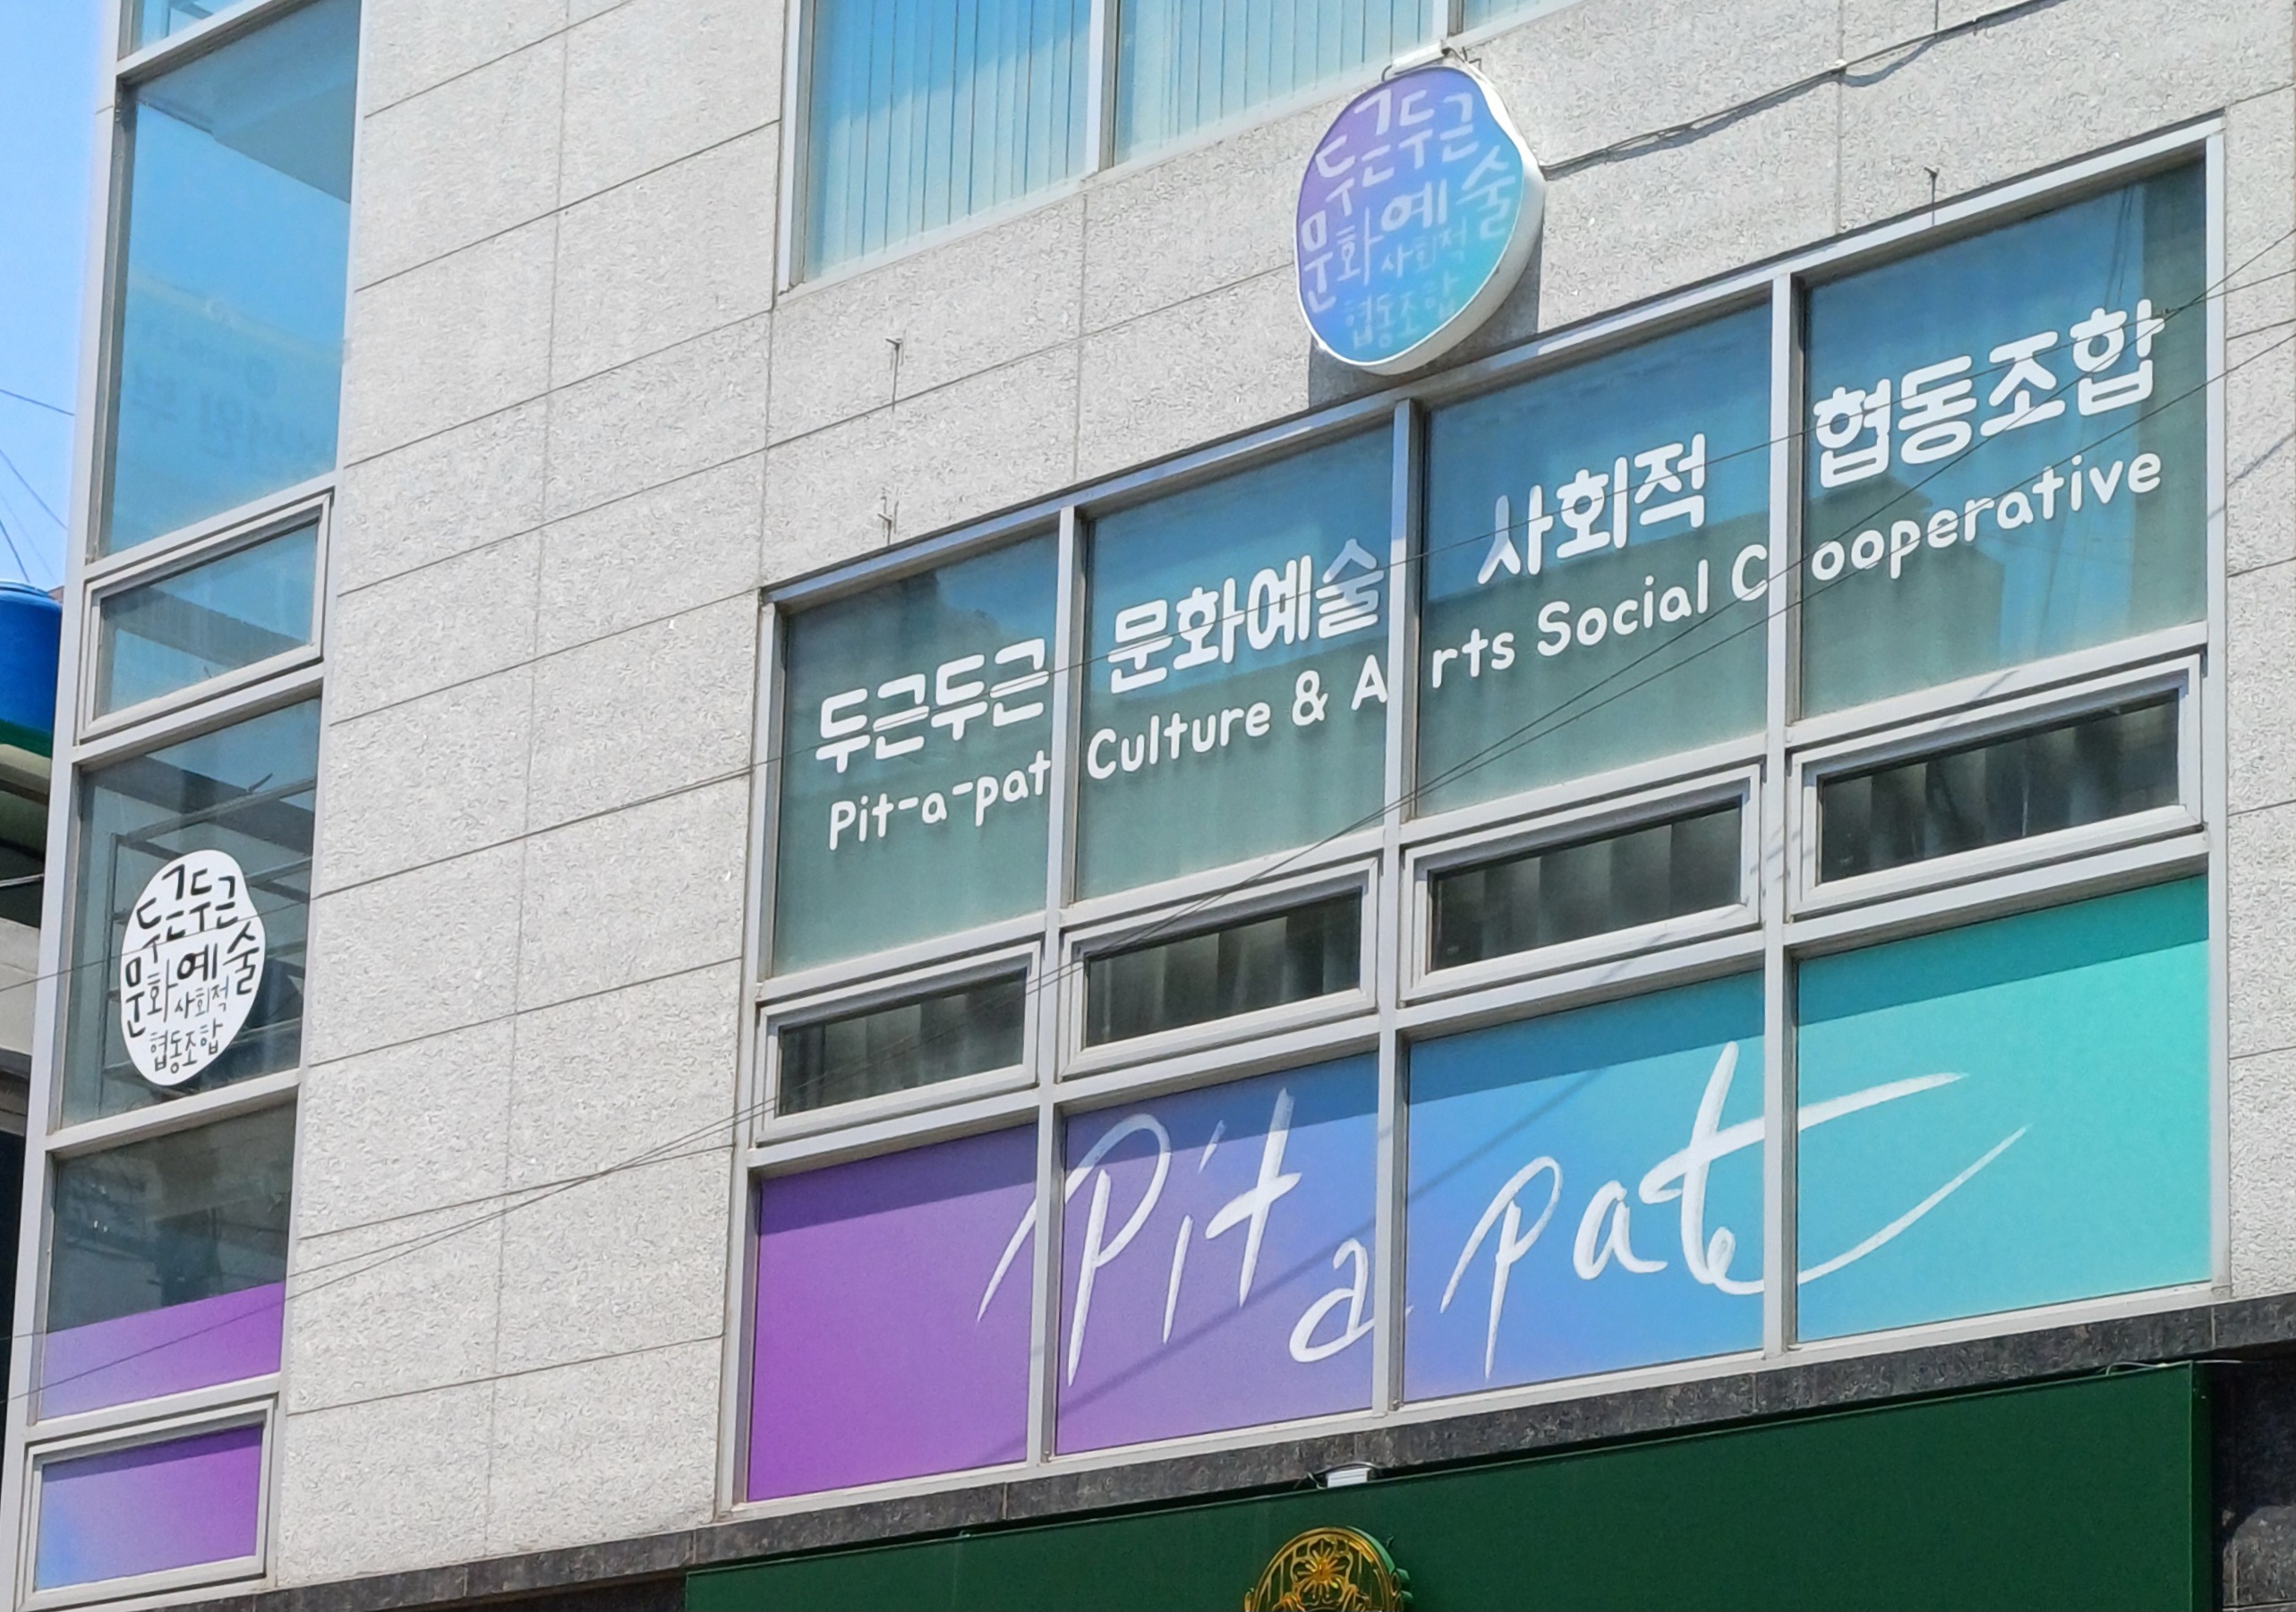 두근두근
문화예술
사회적
협동조합
두근두근 문화예술 사회적 협동조합
Pit-a-pat Culture & Arts Social Cooperative
두근두근
문화예술
사회적
협동조합
Pit a pat